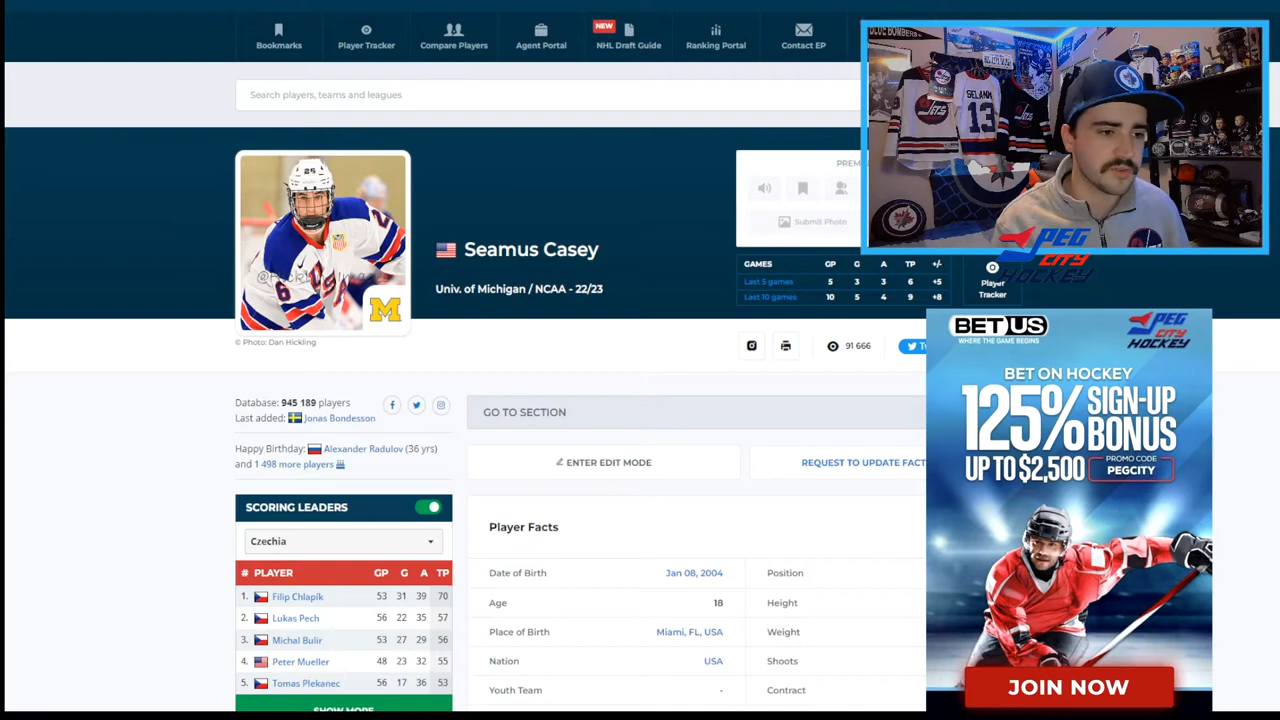 Bookmarks
Player Tracker
Compare Players
Agent Portal
NEW
NHL Draft Guide
Ranking Portal
Contact EP
Search players, teams and leagues
Seamus Casey
Univ. of Michigan / NCAA - 22/23
© Photo: Dan Hickling
PREM
Submit Photo
GAMES GP G A TP +/-
Last 5 games 5 3 3 6 +5
Last 10 games 10 5 4 9 +8
Player
Tracker
SELANN
13
PEG
CITY
HOCKEY
91 666
Tw
Database: 945 189 players
Last added: Jonas Bondesson
Happy Birthday: Alexander Radulov (36 yrs)
and 1 498 more players
GO TO SECTION
ENTER EDIT MODE
REQUEST TO UPDATE FACT
SCORING LEADERS
Czechia
# PLAYER GP G A TP
1. Filip Chlapík 53 31 39 70
2. Lukas Pech 56 22 35 57
3. Michal Bulir 53 27 29 56
4. Peter Mueller 48 23 32 55
5. Tomas Plekanec 56 17 36 53
SHOW MORE
Player Facts
Date of Birth Jan 08, 2004 Position
Age 18 Height
Place of Birth Miami, FL, USA Weight
Nation USA Shoots
Youth Team - Contract
BETUS
WHERE THE GAME BEGINS
PEG
CITY
HOCKEY
BET ON HOCKEY
125% SIGN-UP
BONUS
UP TO $2,500
PROMO CODE
PEGCITY
JOIN NOW